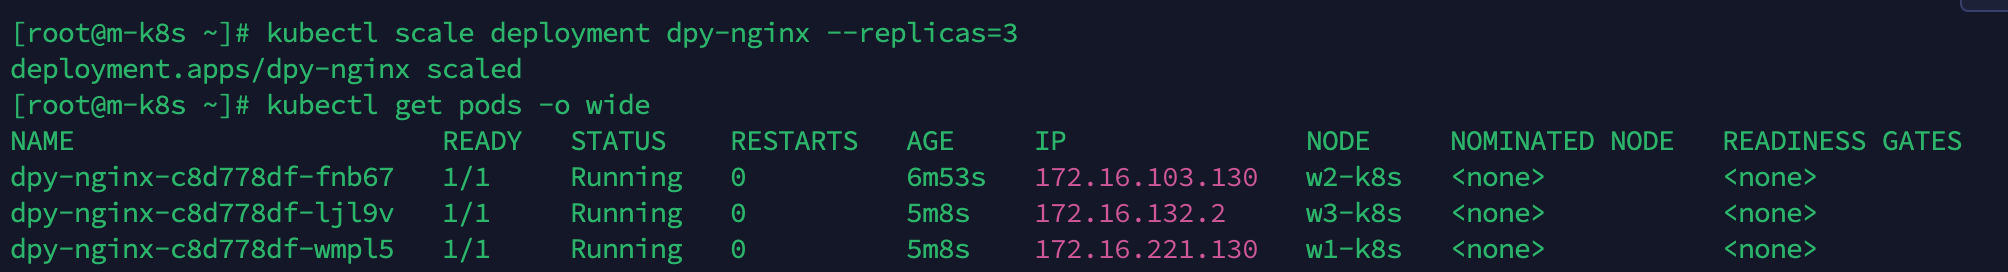 [root@m-k8s ~]# kubectl scale deployment dpy-nginx --replicas=3
deployment.apps/dpy-nginx scaled
[root@m-k8s ~]# kubectl get pods -o wide
NAME                       READY   STATUS    RESTARTS   AGE     IP               NODE     NOMINATED NODE   READINESS GATES
dpy-nginx-c8d778df-fnb67   1/1     Running   0          6m53s   172.16.103.130   w2-k8s   <none>           <none>
dpy-nginx-c8d778df-ljl9v   1/1     Running   0          5m8s    172.16.132.2     w3-k8s   <none>           <none>
dpy-nginx-c8d778df-wmpl5   1/1     Running   0          5m8s    172.16.221.130   w1-k8s   <none>           <none>